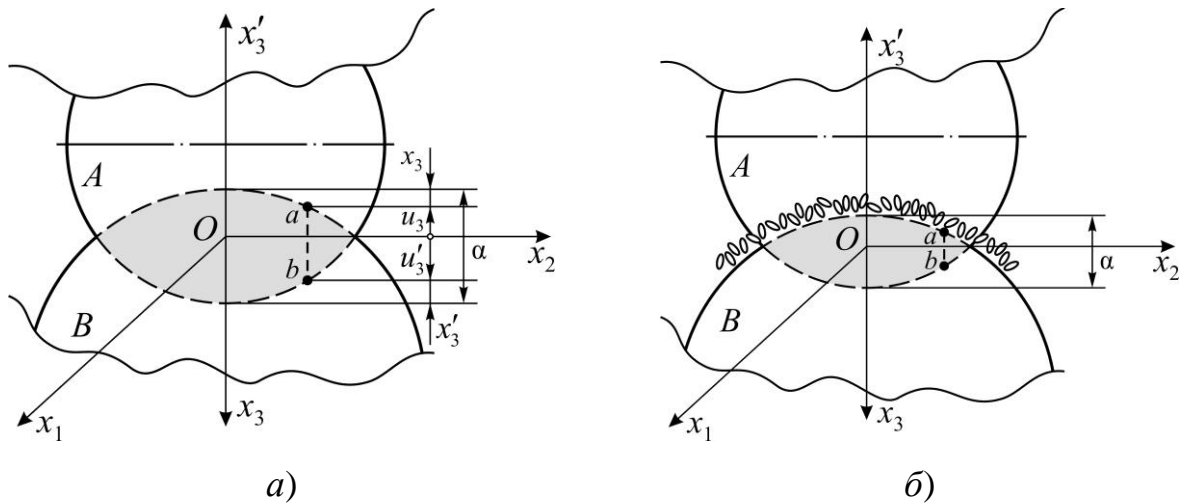 x′₃ x′₃
A x₃ A
a u₃ a
O α x₂ O α x₂
b u′₃ b
B x′₃ B
x₁ x₃ x₁ x₃
а) б)